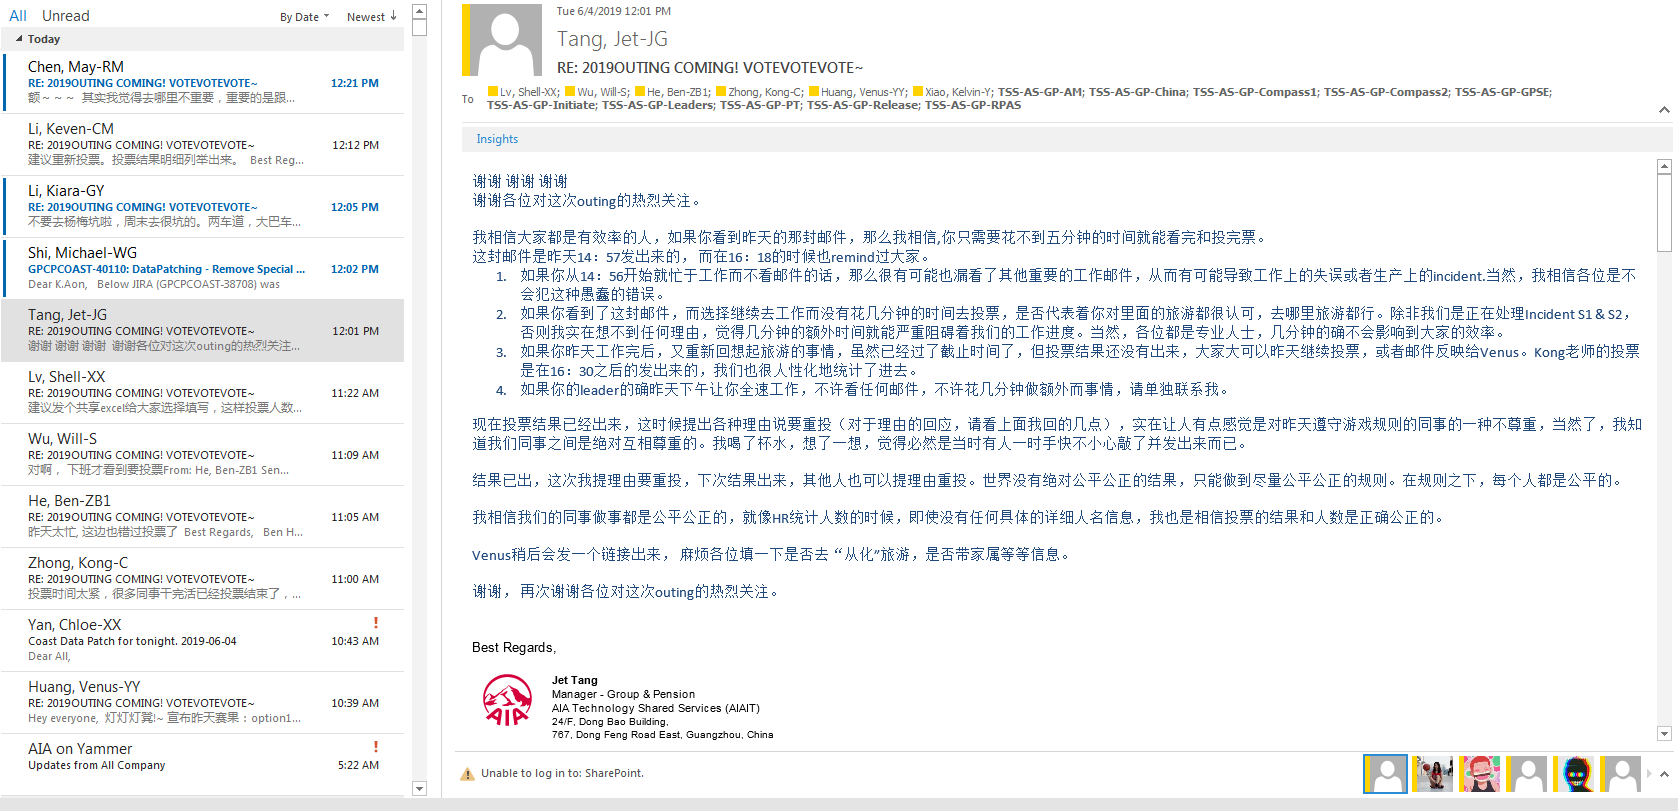 All Unread By Date Newest
Today
Chen, May-RM
RE: 2019OUTING COMING! VOTEVOTEVOTE~ 12:21 PM
额～～～ 其实我觉得去哪里不重要，重要的是跟...
Li, Keven-CM
RE: 2019OUTING COMING! VOTEVOTEVOTE~ 12:12 PM
建议重新投票。投票结果明细列举出来。 Best Reg...
Li, Kiara-GY
RE: 2019OUTING COMING! VOTEVOTEVOTE~ 12:05 PM
不要去杨梅坑啦，周末去很坑的。两车道，大巴车...
Shi, Michael-WG
GPCPCOAST-40110: DataPatching - Remove Special ... 12:02 PM
Dear K.Aon, Below JIRA (GPCPCOAST-38708) was
Tang, Jet-JG
RE: 2019OUTING COMING! VOTEVOTEVOTE~ 12:01 PM
谢谢 谢谢 谢谢 谢谢各位对这次outing的热烈关注...
Lv, Shell-XX
RE: 2019OUTING COMING! VOTEVOTEVOTE~ 11:22 AM
建议发个共享excel给大家选择填写，这样投票人数...
Wu, Will-S
RE: 2019OUTING COMING! VOTEVOTEVOTE~ 11:09 AM
对啊， 下班才看到要投票From: He, Ben-ZB1 Sen...
He, Ben-ZB1
RE: 2019OUTING COMING! VOTEVOTEVOTE~ 11:05 AM
昨天太忙, 这边也错过投票了 Best Regards, Ben H...
Zhong, Kong-C
RE: 2019OUTING COMING! VOTEVOTEVOTE~ 11:00 AM
投票时间太紧，很多同事干完活已经投票结束了，...
Yan, Chloe-XX !
Coast Data Patch for tonight. 2019-06-04 10:43 AM
Dear All,
Huang, Venus-YY
RE: 2019OUTING COMING! VOTEVOTEVOTE~ 10:39 AM
Hey everyone, 灯灯灯凳!~ 宣布昨天赛果：option1...
AIA on Yammer !
Updates from All Company 5:22 AM
Tue 6/4/2019 12:01 PM
Tang, Jet-JG
RE: 2019OUTING COMING! VOTEVOTEVOTE~
To Lv, Shell-XX; Wu, Will-S; He, Ben-ZB1; Zhong, Kong-C; Huang, Venus-YY; Xiao, Kelvin-Y; TSS-AS-GP-AM; TSS-AS-GP-China; TSS-AS-GP-Compass1; TSS-AS-GP-Compass2; TSS-AS-GP-GPSE;
TSS-AS-GP-Initiate; TSS-AS-GP-Leaders; TSS-AS-GP-PT; TSS-AS-GP-Release; TSS-AS-GP-RPAS
Insights
谢谢 谢谢 谢谢
谢谢各位对这次outing的热烈关注。
我相信大家都是有效率的人，如果你看到昨天的那封邮件，那么我相信,你只需要花不到五分钟的时间就能看完和投完票。
这封邮件是昨天14：57发出来的， 而在16：18的时候也remind过大家。
1. 如果你从14：56开始就忙于工作而不看邮件的话，那么很有可能也漏看了其他重要的工作邮件，从而有可能导致工作上的失误或者生产上的incident.当然，我相信各位是不
会犯这种愚蠢的错误。
2. 如果你看到了这封邮件，而选择继续去工作而没有花几分钟的时间去投票，是否代表着你对里面的旅游都很认可，去哪里旅游都行。除非我们是正在处理Incident S1 & S2，
否则我实在想不到任何理由，觉得几分钟的额外时间就能严重阻碍着我们的工作进度。当然，各位都是专业人士，几分钟的确不会影响到大家的效率。
3. 如果你昨天工作完后，又重新回想起旅游的事情，虽然已经过了截止时间了，但投票结果还没有出来，大家大可以昨天继续投票，或者邮件反映给Venus。Kong老师的投票
是在16：30之后的发出来的，我们也很人性化地统计了进去。
4. 如果你的leader的确昨天下午让你全速工作，不许看任何邮件，不许花几分钟做额外而事情，请单独联系我。
现在投票结果已经出来，这时候提出各种理由说要重投（对于理由的回应，请看上面我回的几点），实在让人有点感觉是对昨天遵守游戏规则的同事的一种不尊重，当然了，我知
道我们同事之间是绝对互相尊重的。我喝了杯水，想了一想，觉得必然是当时有人一时手快不小心敲了并发出来而已。
结果已出，这次我提理由要重投，下次结果出来，其他人也可以提理由重投。世界没有绝对公平公正的结果，只能做到尽量公平公正的规则。在规则之下，每个人都是公平的。
我相信我们的同事做事都是公平公正的，就像HR统计人数的时候，即使没有任何具体的详细人名信息，我也是相信投票的结果和人数是正确公正的。
Venus稍后会发一个链接出来， 麻烦各位填一下是否去“从化”旅游，是否带家属等等信息。
谢谢， 再次谢谢各位对这次outing的热烈关注。
Best Regards,
AIA
Jet Tang
Manager - Group & Pension
AIA Technology Shared Services (AIAIT)
24/F, Dong Bao Building,
767, Dong Feng Road East, Guangzhou, China
Unable to log in to: SharePoint.